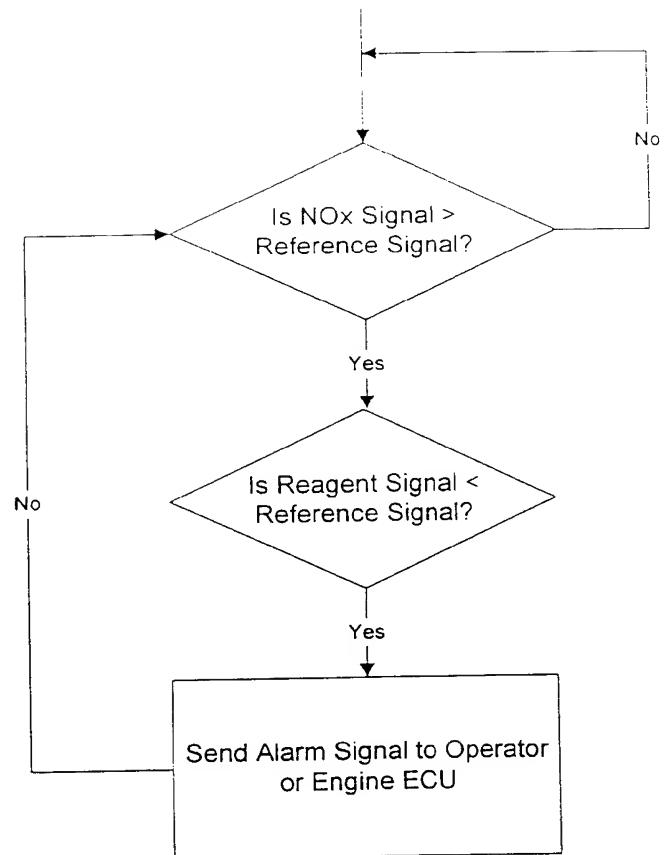 No
Is NOx Signal >
Reference Signal?
Yes
Is Reagent Signal <
Reference Signal?
No
Yes
Send Alarm Signal to Operator
or Engine ECU